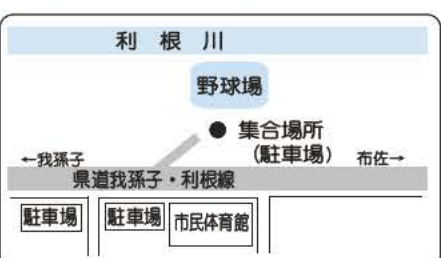 利根川
野球場
● 集合場所
(駐車場)
←我孫子
布佐→
県道我孫子・利根線
駐車場
駐車場
市民体育館